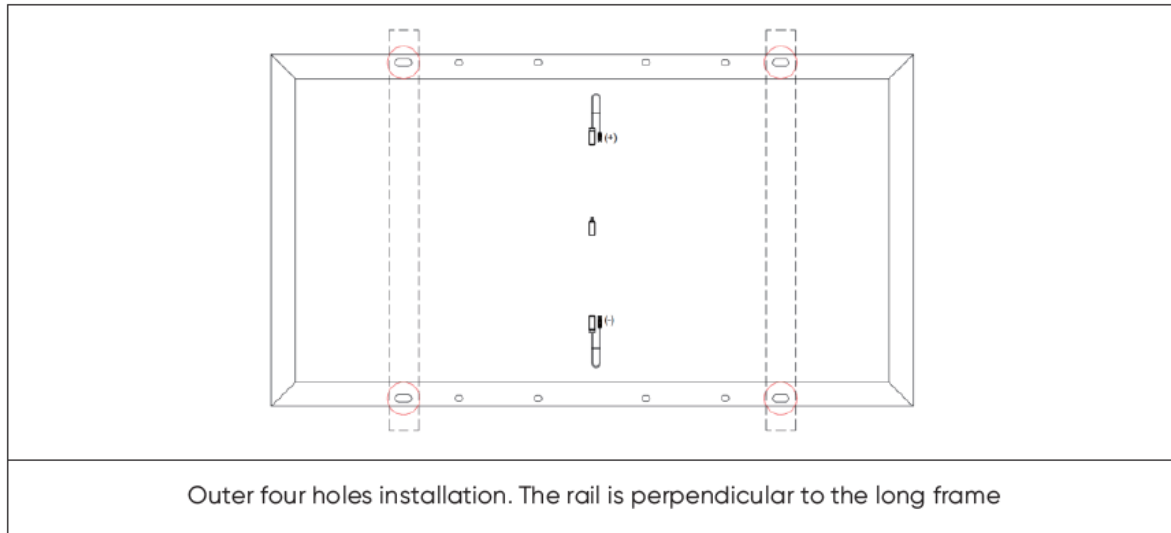 (+)
(-)
Outer four holes installation. The rail is perpendicular to the long frame